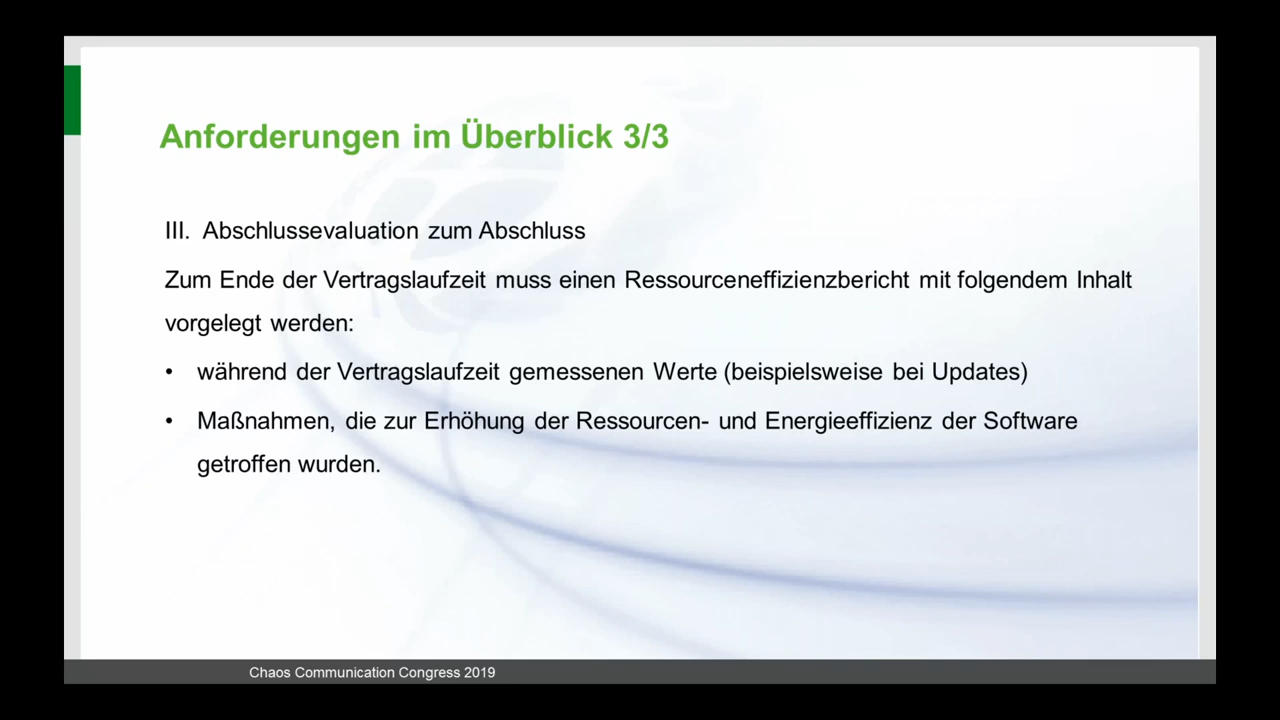 Anforderungen im Überblick 3/3
III. Abschlussevaluation zum Abschluss
Zum Ende der Vertragslaufzeit muss einen Ressourceneffizienzbericht mit folgendem Inhalt
vorgelegt werden:
• während der Vertragslaufzeit gemessenen Werte (beispielsweise bei Updates)
• Maßnahmen, die zur Erhöhung der Ressourcen- und Energieeffizienz der Software
getroffen wurden.
Chaos Communication Congress 2019